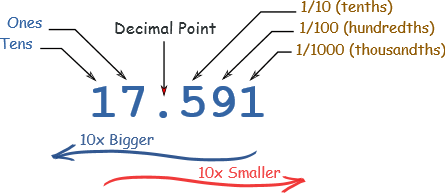 1/10 (tenths)
Ones
Decimal Point
1/100 (hundredths)
Tens
1/1000 (thousandths)
17.591
10x Bigger
10x Smaller